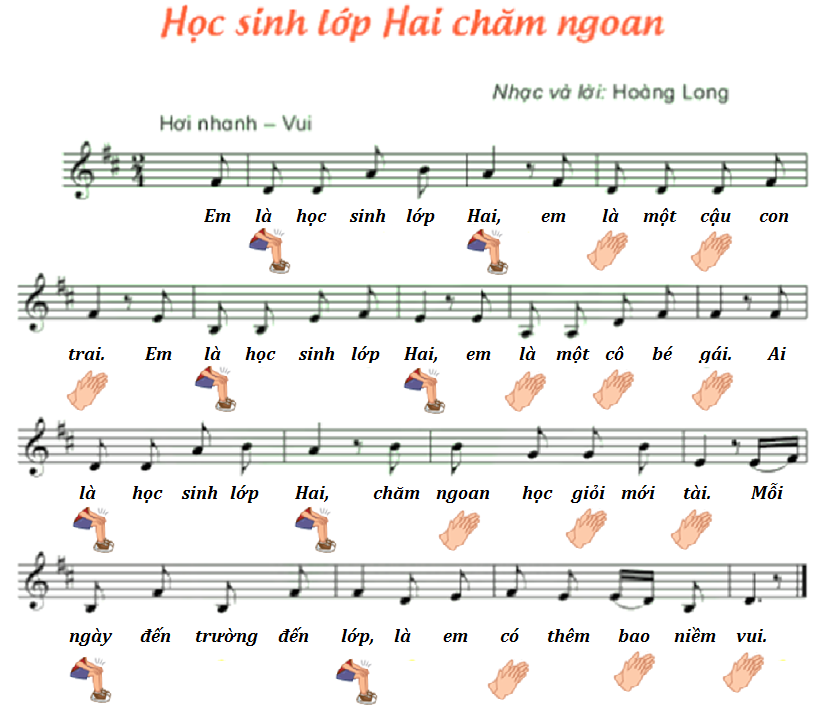 Học sinh lớp Hai chăm ngoan
Nhạc và lời: Hoàng Long
Hơi nhanh – Vui
2
4
Em là học sinh lớp Hai, em là một cậu con
trai. Em là học sinh lớp Hai, em là một cô bé gái. Ai
là học sinh lớp Hai, chăm ngoan học giỏi mới tài. Mỗi
ngày đến trường đến lớp, là em có thêm bao niềm vui.